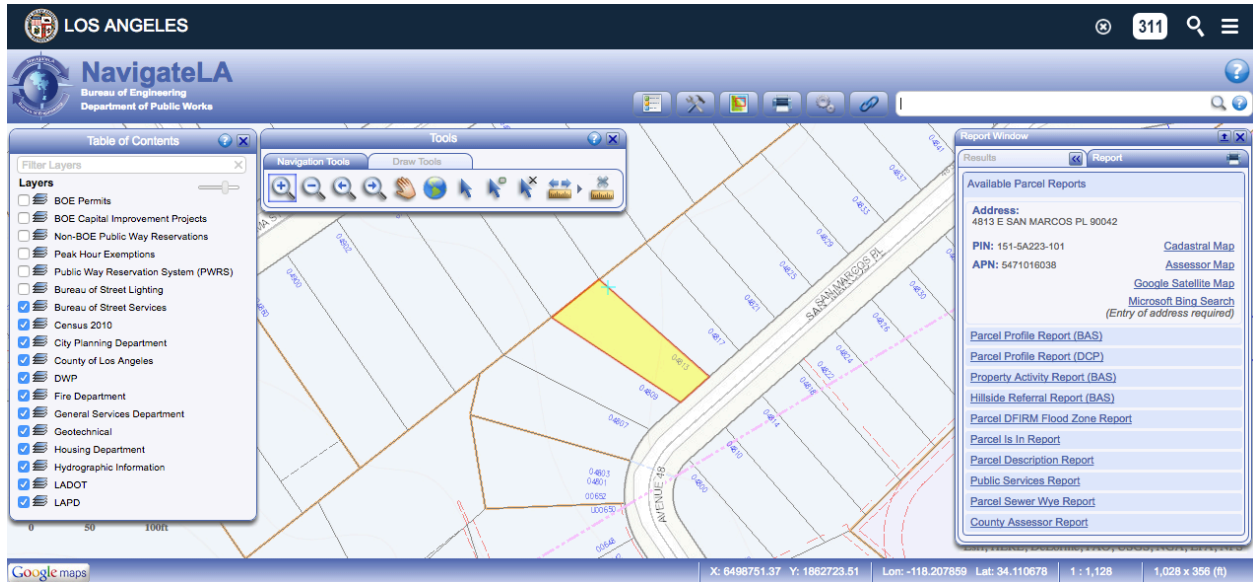 LOS ANGELES
311
NavigateLA
Bureau of Engineering
Department of Public Works
Table of Contents
Filter Layers
Layers
BOE Permits
BOE Capital Improvement Projects
Non-BOE Public Way Reservations
Peak Hour Exemptions
Public Way Reservation System (PWRS)
Bureau of Street Lighting
Bureau of Street Services
Census 2010
City Planning Department
County of Los Angeles
DWP
Fire Department
General Services Department
Geotechnical
Housing Department
Hydrographic Information
LADOT
LAPD
0 50 100ft
Tools
Navigation Tools
Draw Tools
04902
04900
04880
04841
04837
04833
04829
04825
04821
04817
04813
04809
04807
04803
04801
00652
00650
00648
04830
04826
04824
04822
04818
04814
04810
04800
SAN MARCOS PL
SAN MARCOS PL
AVENUE 48
Report Window
Results
Report
Available Parcel Reports
Address:
4813 E SAN MARCOS PL 90042
PIN: 151-5A223-101
Cadastral Map
APN: 5471016038
Assessor Map
Google Satellite Map
Microsoft Bing Search
(Entry of address required)
Parcel Profile Report (BAS)
Parcel Profile Report (DCP)
Property Activity Report (BAS)
Hillside Referral Report (BAS)
Parcel DFIRM Flood Zone Report
Parcel Is In Report
Parcel Description Report
Public Services Report
Parcel Sewer Wye Report
County Assessor Report
Google maps
X: 6498751.37 Y: 1862723.51
Lon: -118.207859 Lat: 34.110678
1 : 1,128
1,028 x 356 (ft)